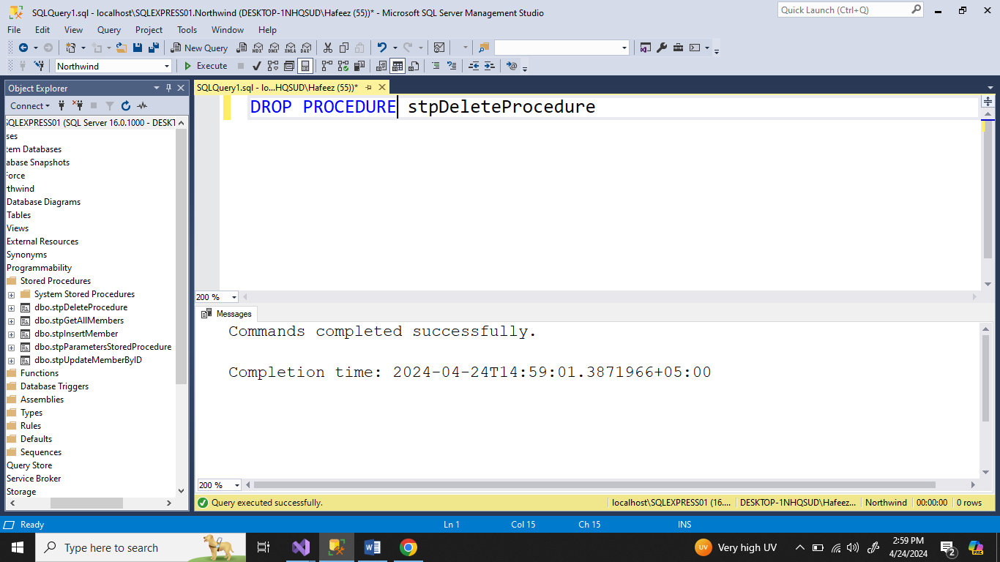 SQLQuery1.sql - localhost\SQLEXPRESS01.Northwind (DESKTOP-1NHQSUD\Hafeez (55))* - Microsoft SQL Server Management Studio
Quick Launch (Ctrl+Q)
File Edit View Query Project Tools Window Help
New Query MDX DMX XMLA DAX
Northwind Execute
Object Explorer
SQLQuery1.sql - lo...HQSUD\Hafeez (55))*
Connect
DROP PROCEDURE stpDeleteProcedure
SQLEXPRESS01 (SQL Server 16.0.1000 - DESKT
ses
tem Databases
abase Snapshots
Force
thwind
Database Diagrams
Tables
Views
External Resources
Synonyms
Programmability
Stored Procedures
System Stored Procedures
dbo.stpDeleteProcedure
dbo.stpGetAllMembers
dbo.stpInsertMember
dbo.stpParametersStoredProcedure
dbo.stpUpdateMemberByID
Functions
Database Triggers
Assemblies
Types
Rules
Defaults
Sequences
Query Store
Service Broker
Storage
200 %
Messages
Commands completed successfully.
Completion time: 2024-04-24T14:59:01.3871966+05:00
200 %
Query executed successfully. localhost\SQLEXPRESS01 (16.... DESKTOP-1NHQSUD\Hafeez... Northwind 00:00:00 0 rows
Ready Ln 1 Col 15 Ch 15 INS
Type here to search
UV Very high UV
2:59 PM
4/24/2024
2
PRE